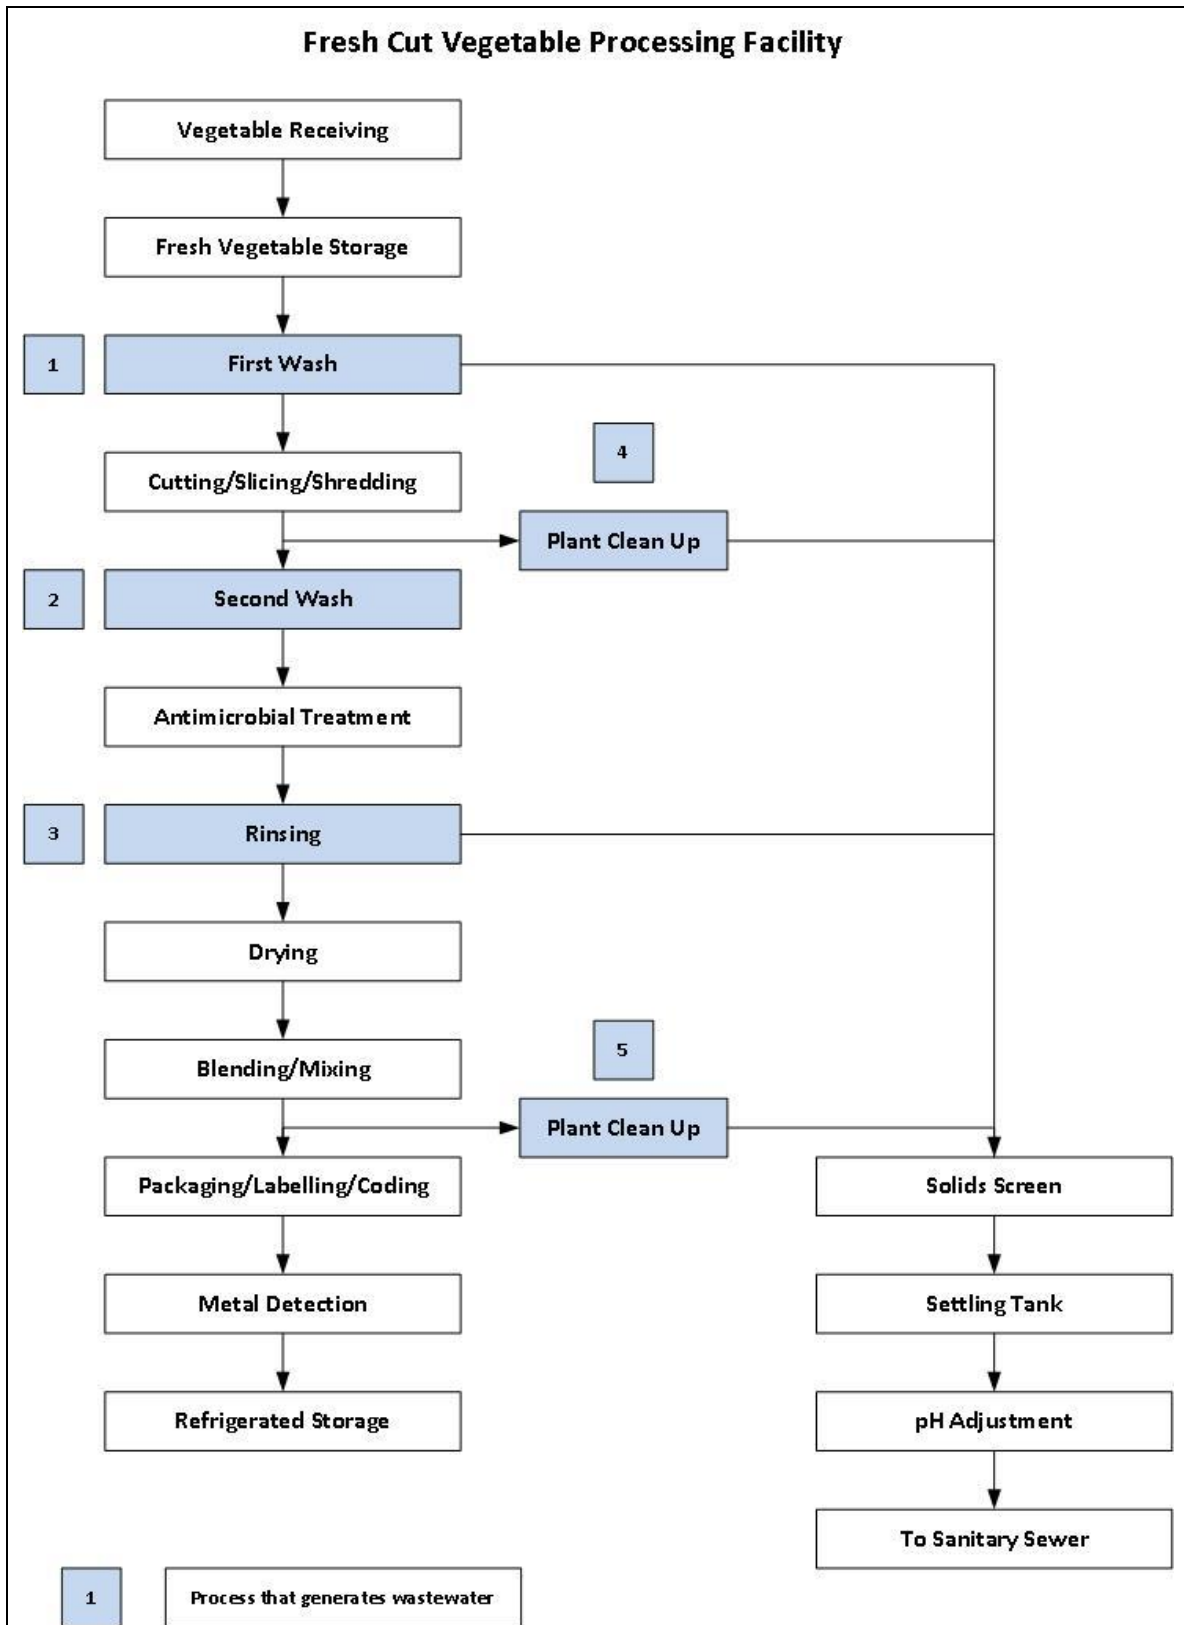 Fresh Cut Vegetable Processing Facility
Vegetable Receiving
Fresh Vegetable Storage
1
First Wash
Cutting/Slicing/Shredding
4
Plant Clean Up
2
Second Wash
Antimicrobial Treatment
3
Rinsing
Drying
Blending/Mixing
5
Plant Clean Up
Packaging/Labelling/Coding
Solids Screen
Metal Detection
Settling Tank
Refrigerated Storage
pH Adjustment
To Sanitary Sewer
1
Process that generates wastewater